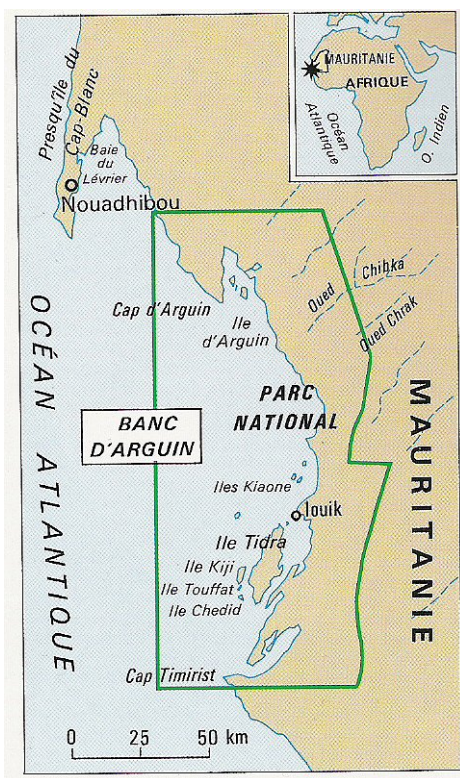 Presqu'île du
Cap-Blanc
Baie
du
Lévrier
Nouadhibou
MAURITANIE
AFRIQUE
Océan
Atlantique
O. Indien
Oued Chibka
Oued Chrak
Cap d'Arguin
Ile
d'Arguin
OCÉAN ATLANTIQUE
PARC
NATIONAL
MAURITANIE
BANC
D'ARGUIN
Iles Kiaone
Iouik
Ile Tidra
Ile Kiji
Ile Touffat
Ile Chedid
Cap Timirist
0 25 50 km